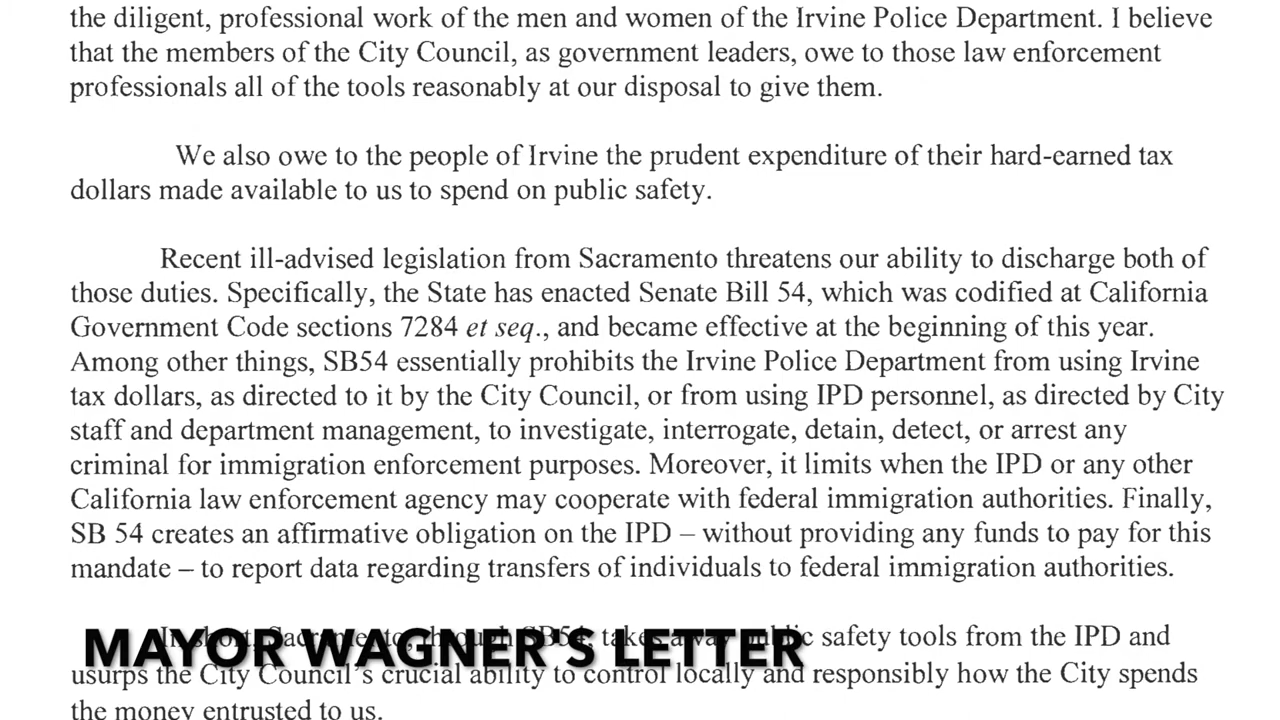 the diligent, professional work of the men and women of the Irvine Police Department. I believe
that the members of the City Council, as government leaders, owe to those law enforcement
professionals all of the tools reasonably at our disposal to give them.
We also owe to the people of Irvine the prudent expenditure of their hard-earned tax
dollars made available to us to spend on public safety.
Recent ill-advised legislation from Sacramento threatens our ability to discharge both of
those duties. Specifically, the State has enacted Senate Bill 54, which was codified at California
Government Code sections 7284 et seq., and became effective at the beginning of this year.
Among other things, SB54 essentially prohibits the Irvine Police Department from using Irvine
tax dollars, as directed to it by the City Council, or from using IPD personnel, as directed by City
staff and department management, to investigate, interrogate, detain, detect, or arrest any
criminal for immigration enforcement purposes. Moreover, it limits when the IPD or any other
California law enforcement agency may cooperate with federal immigration authorities. Finally,
SB 54 creates an affirmative obligation on the IPD – without providing any funds to pay for this
mandate – to report data regarding transfers of individuals to federal immigration authorities.
In short, Sacramento, through SB54, takes away public safety tools from the IPD and
MAYOR WAGNER'S LETTER
usurps the City Council's crucial ability to control locally and responsibly how the City spends
the money entrusted to us.